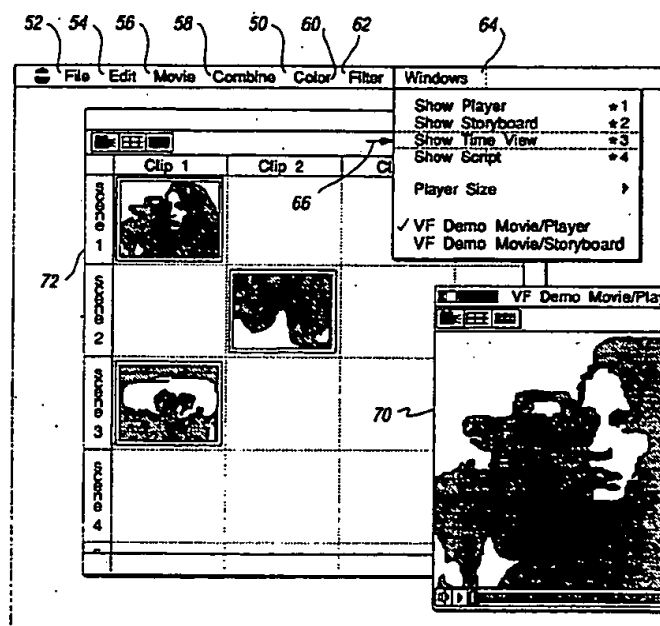 52 54 56 58 50 60 62 64
File Edit Movie Combine Color Filter Windows
Show Player *1
Show Storyboard *2
Show Time View *3
Show Script *4
Player Size
✓ VF Demo Movie/Player
VF Demo Movie/Storyboard
66
Clip 1 Clip 2 Cl
Scene 1
72
Scene 2
Scene 3
Scene 4
VF Demo Movie/Play
70